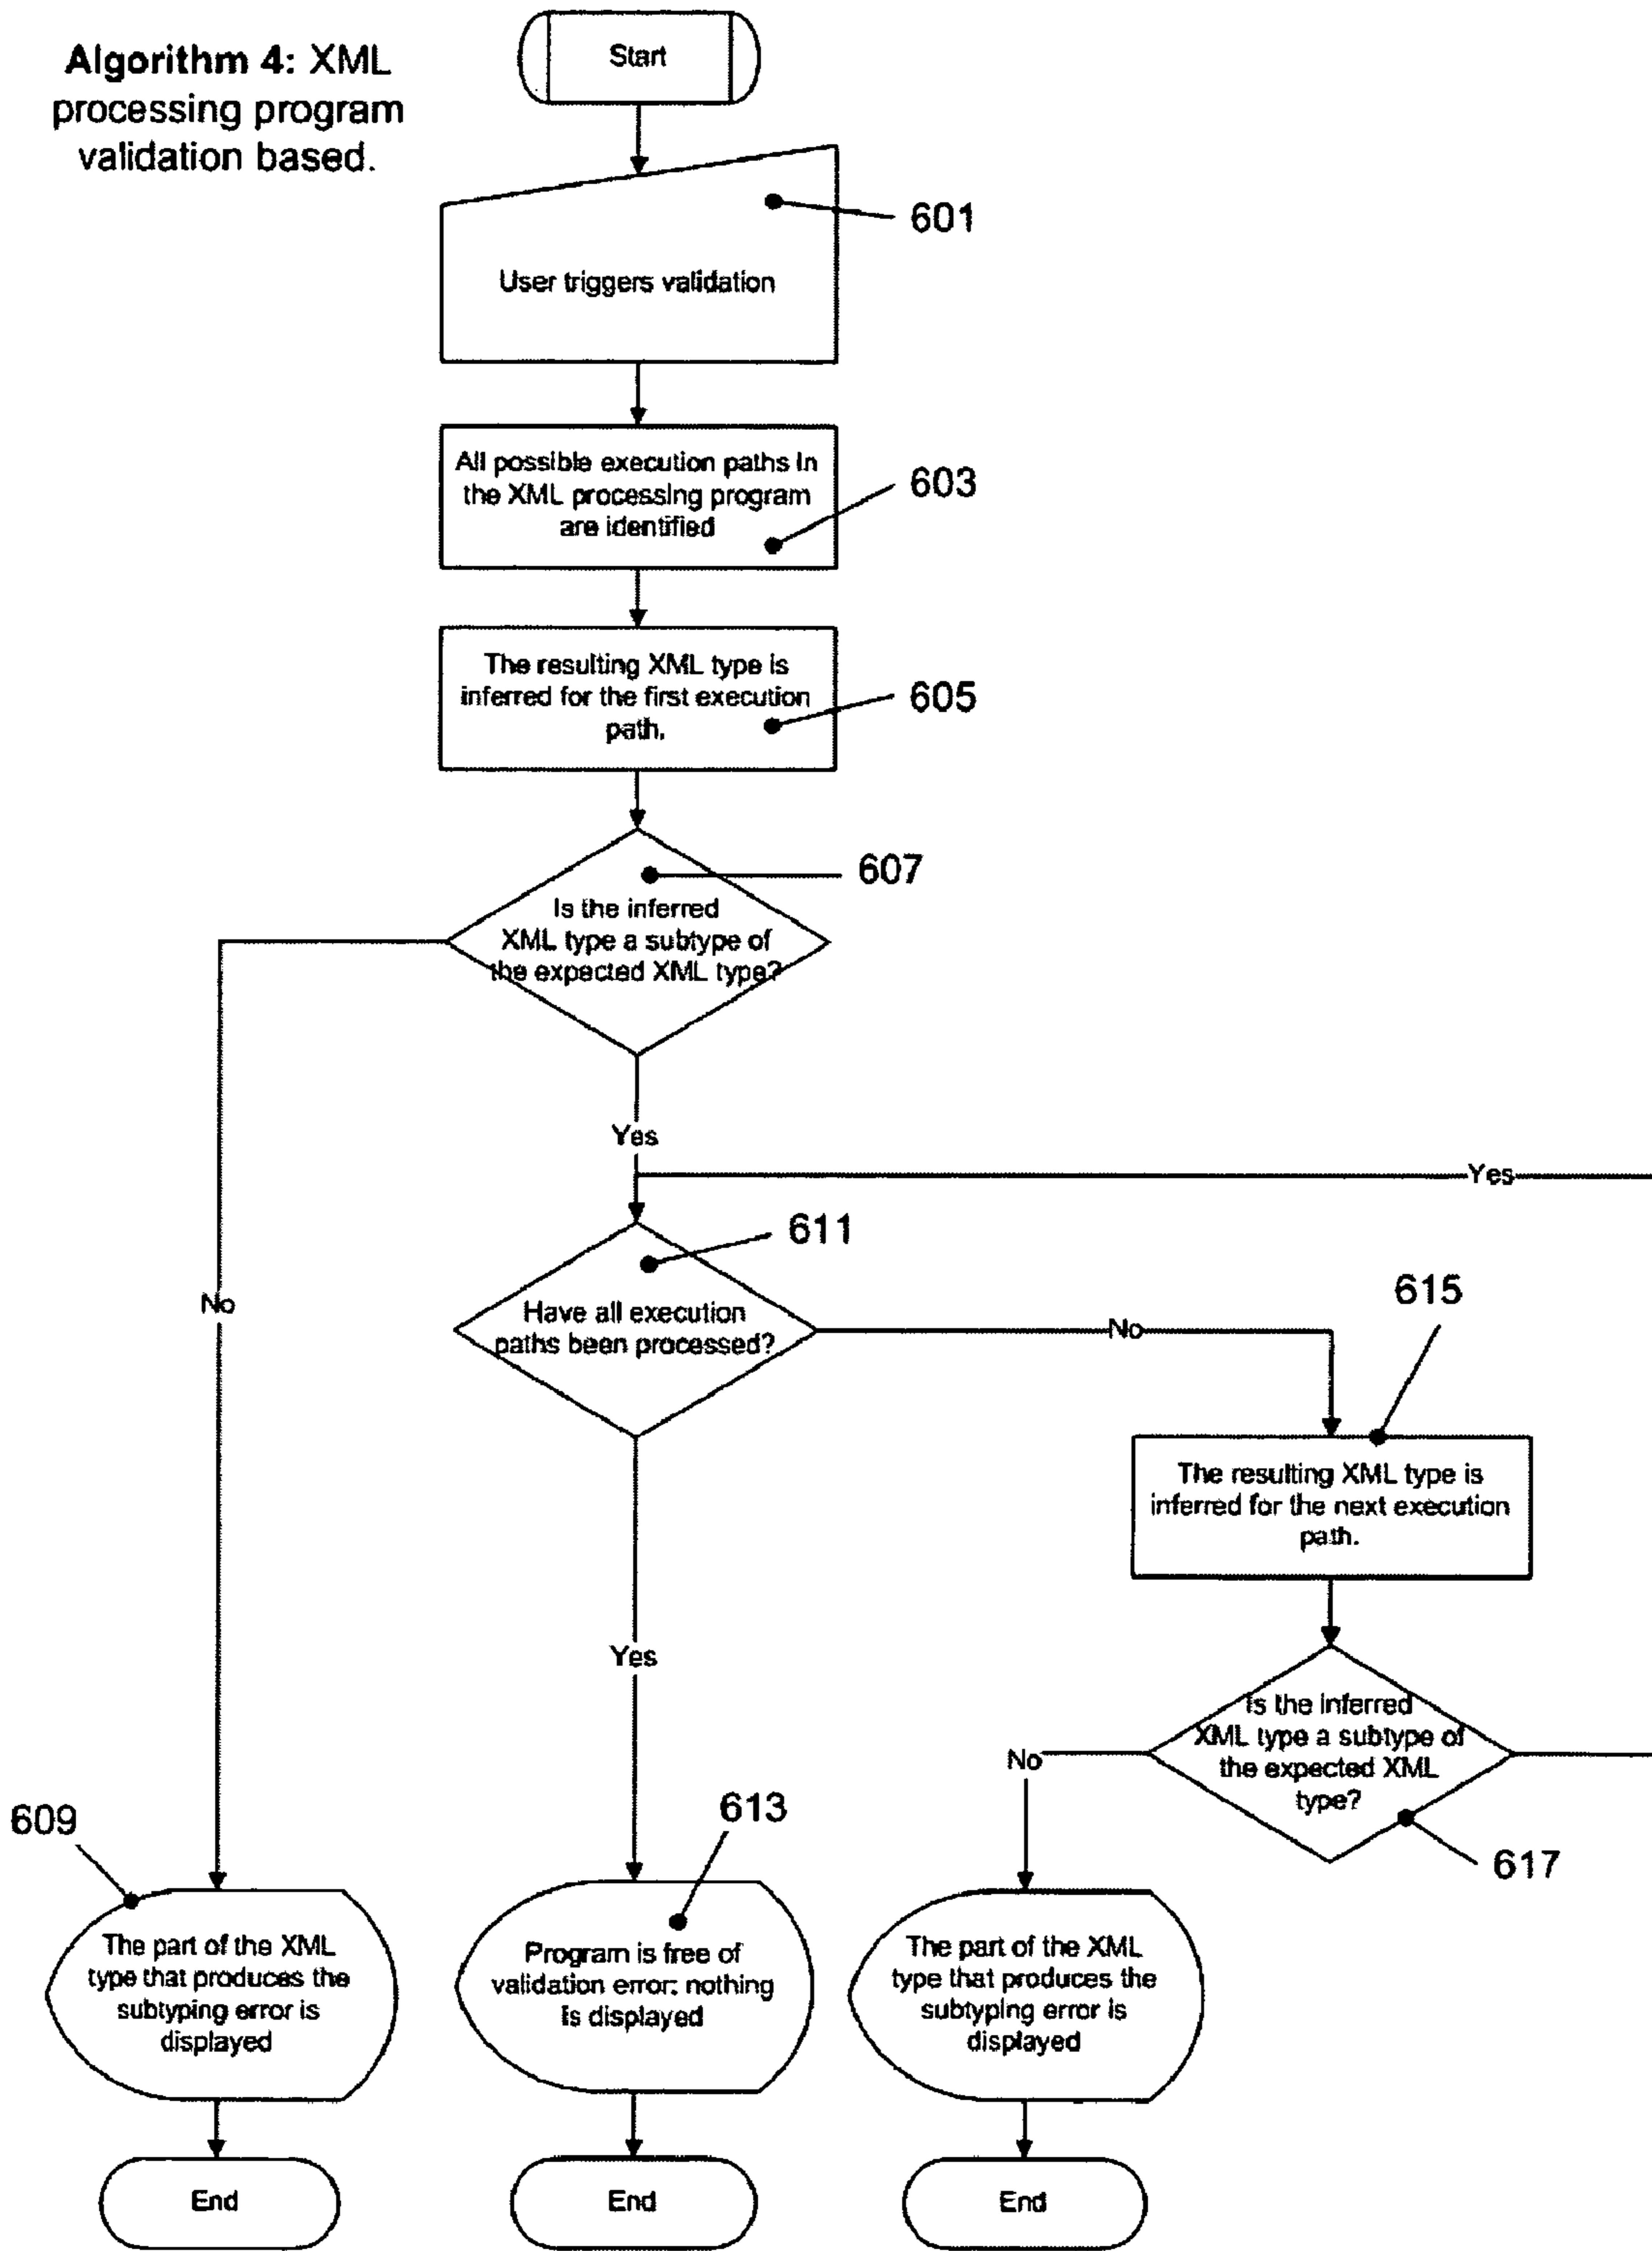 Algorithm 4: XML
processing program
validation based.
Start
601
User triggers validation
All possible execution paths in
the XML processing program
are identified
603
The resulting XML type is
inferred for the first execution
path.
605
607
Is the inferred
XML type a subtype of
the expected XML type?
Yes
Yes
611
Have all execution
paths been processed?
No
No
615
The resulting XML type is
inferred for the next execution
path.
Yes
Is the inferred
XML type a subtype of
the expected XML
type?
No
617
609
613
The part of the XML
type that produces the
subtyping error is
displayed
Program is free of
validation error: nothing
is displayed
The part of the XML
type that produces the
subtyping error is
displayed
End
End
End